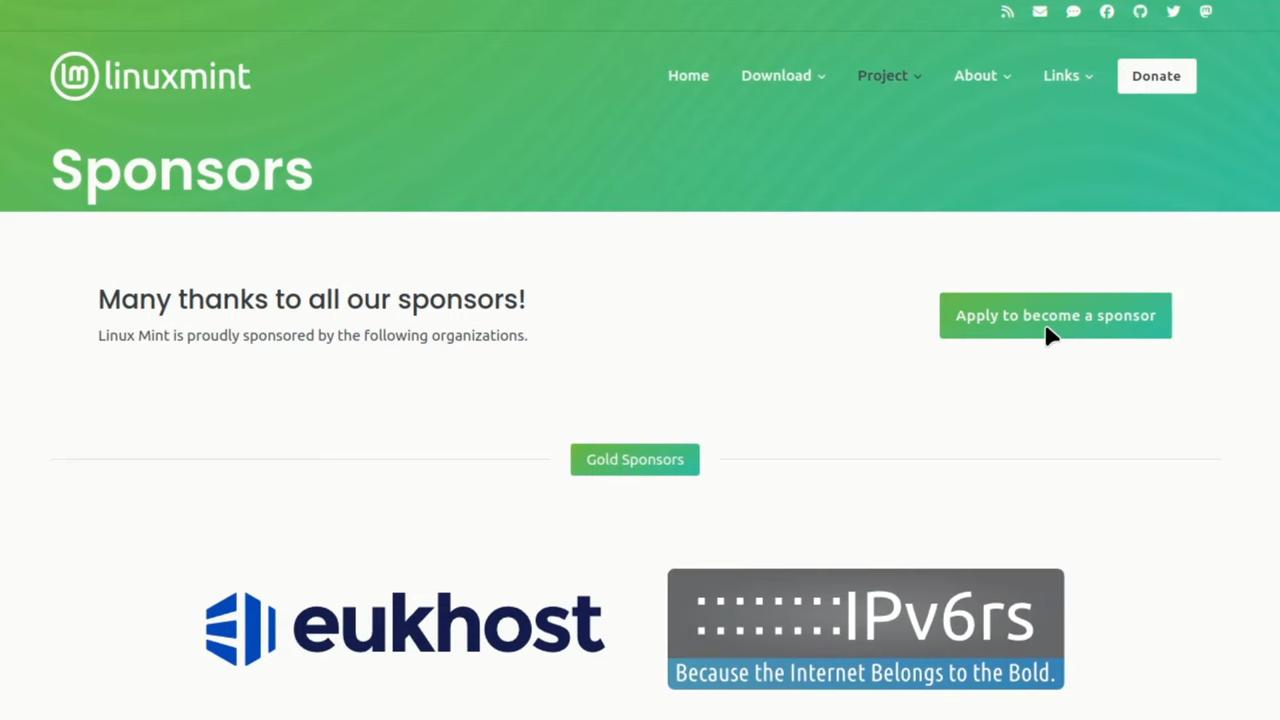 linuxmint
Home
Download
Project
About
Links
Donate
Sponsors
Many thanks to all our sponsors!
Linux Mint is proudly sponsored by the following organizations.
Apply to become a sponsor
Gold Sponsors
eukhost
::::::::IPv6rs
Because the Internet Belongs to the Bold.